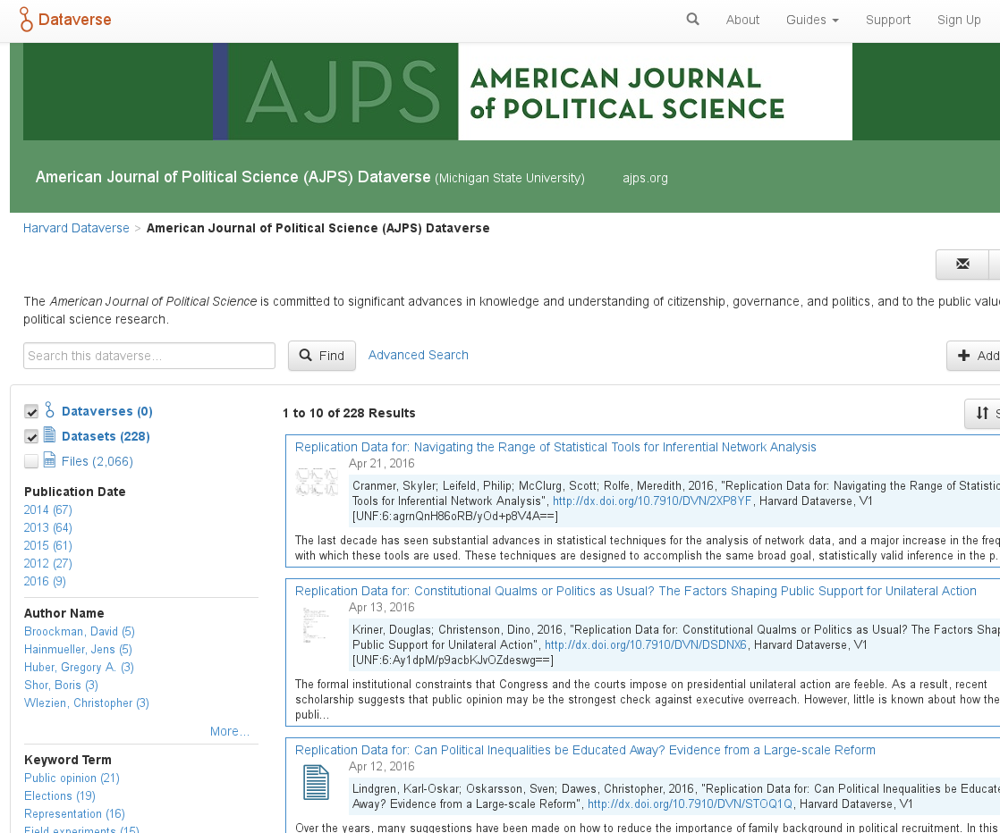 Dataverse
About
Guides
Support
Sign Up
AJPS
AMERICAN JOURNAL
of POLITICAL SCIENCE
American Journal of Political Science (AJPS) Dataverse (Michigan State University) ajps.org
Harvard Dataverse > American Journal of Political Science (AJPS) Dataverse
The American Journal of Political Science is committed to significant advances in knowledge and understanding of citizenship, governance, and politics, and to the public
political science research.
Search this dataverse...
Find
Advanced Search
Add
Dataverses (0)
Datasets (228)
Files (2,066)
Publication Date
2014 (67)
2013 (64)
2015 (61)
2012 (27)
2016 (9)
Author Name
Broockman, David (5)
Hainmueller, Jens (5)
Huber, Gregory A. (3)
Shor, Boris (3)
Wlezien, Christopher (3)
More...
Keyword Term
Public opinion (21)
Elections (19)
Representation (16)
Field experiments (15)
1 to 10 of 228 Results
Replication Data for: Navigating the Range of Statistical Tools for Inferential Network Analysis
Apr 21, 2016
Cranmer, Skyler; Leifeld, Philip; McClurg, Scott; Rolfe, Meredith, 2016, "Replication Data for: Navigating the Range of
Tools for Inferential Network Analysis", http://dx.doi.org/10.7910/DVN/2XP8YF, Harvard Dataverse, V1
[UNF:6:agrnQnH86oRB/yOd+p8V4A==]
The last decade has seen substantial advances in statistical techniques for the analysis of network data, and a major increase in the
with which these tools are used. These techniques are designed to accomplish the same broad goal, statistically valid inference in the p...
Replication Data for: Constitutional Qualms or Politics as Usual? The Factors Shaping Public Support for Unilateral Action
Apr 13, 2016
Kriner, Douglas; Christenson, Dino, 2016, "Replication Data for: Constitutional Qualms or Politics as Usual? The Factors
Public Support for Unilateral Action", http://dx.doi.org/10.7910/DVN/DSDNX6, Harvard Dataverse, V1
[UNF:6:Ay1dpM/p9acbKJvOZdeswg==]
The formal institutional constraints that Congress and the courts impose on presidential unilateral action are feeble. As a result, recent
scholarship suggests that public opinion may be the strongest check against executive overreach. However, little is known about how the
publi...
Replication Data for: Can Political Inequalities be Educated Away? Evidence from a Large-scale Reform
Apr 12, 2016
Lindgren, Karl-Oskar; Oskarsson, Sven; Dawes, Christopher, 2016, "Replication Data for: Can Political Inequalities be
Away? Evidence from a Large-scale Reform", http://dx.doi.org/10.7910/DVN/STOQ1Q, Harvard Dataverse, V1
Over the years, many suggestions have been made on how to reduce the importance of family background in political recruitment. In this